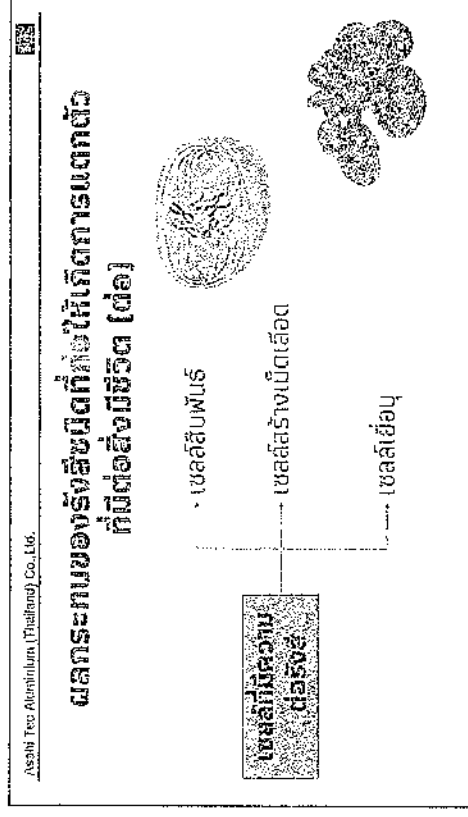 Asahi Tec Aluminium (Thailand) Co., Ltd.
ผลกระทบของรังสีชนิดที่ก่อให้เกิดการแตกตัว
ที่มีต่อสิ่งมีชีวิต (ต่อ)
เซลล์สืบพันธุ์
เซลล์ที่ไวความ
ต่อรังสี
เซลล์สร้างเม็ดเลือด
เซลล์เยื่อบุ